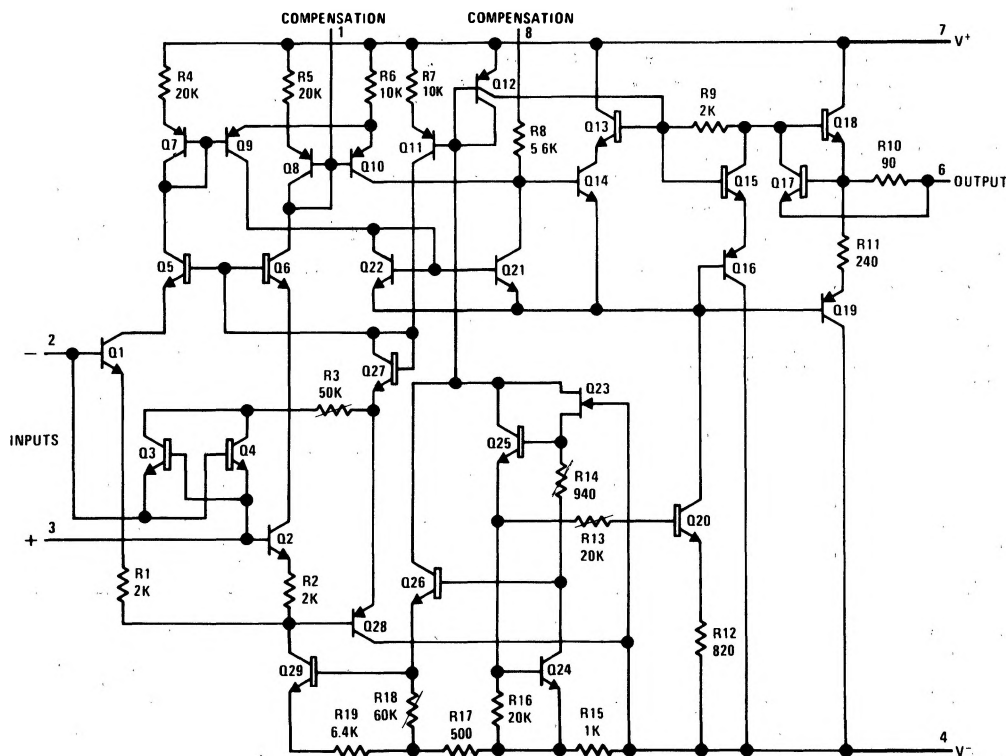 COMPENSATION
1
COMPENSATION
8
7
V+
R4
20K
R5
20K
R6
10K
R7
10K
Q12
R8
5 6K
Q13
R9
2K
Q18
R10
90
6
OUTPUT
Q7
Q9
Q8
Q10
Q11
Q14
Q15
Q17
R11
240
Q5
Q6
Q22
Q21
Q16
Q19
2
−
Q1
Q27
R3
50K
Q23
INPUTS
Q3
Q4
Q25
R14
940
R13
20K
Q20
3
+
Q2
R1
2K
R2
2K
Q26
Q28
R12
820
Q29
Q24
R18
60K
R16
20K
R19
6.4K
R17
500
R15
1K
4
V−